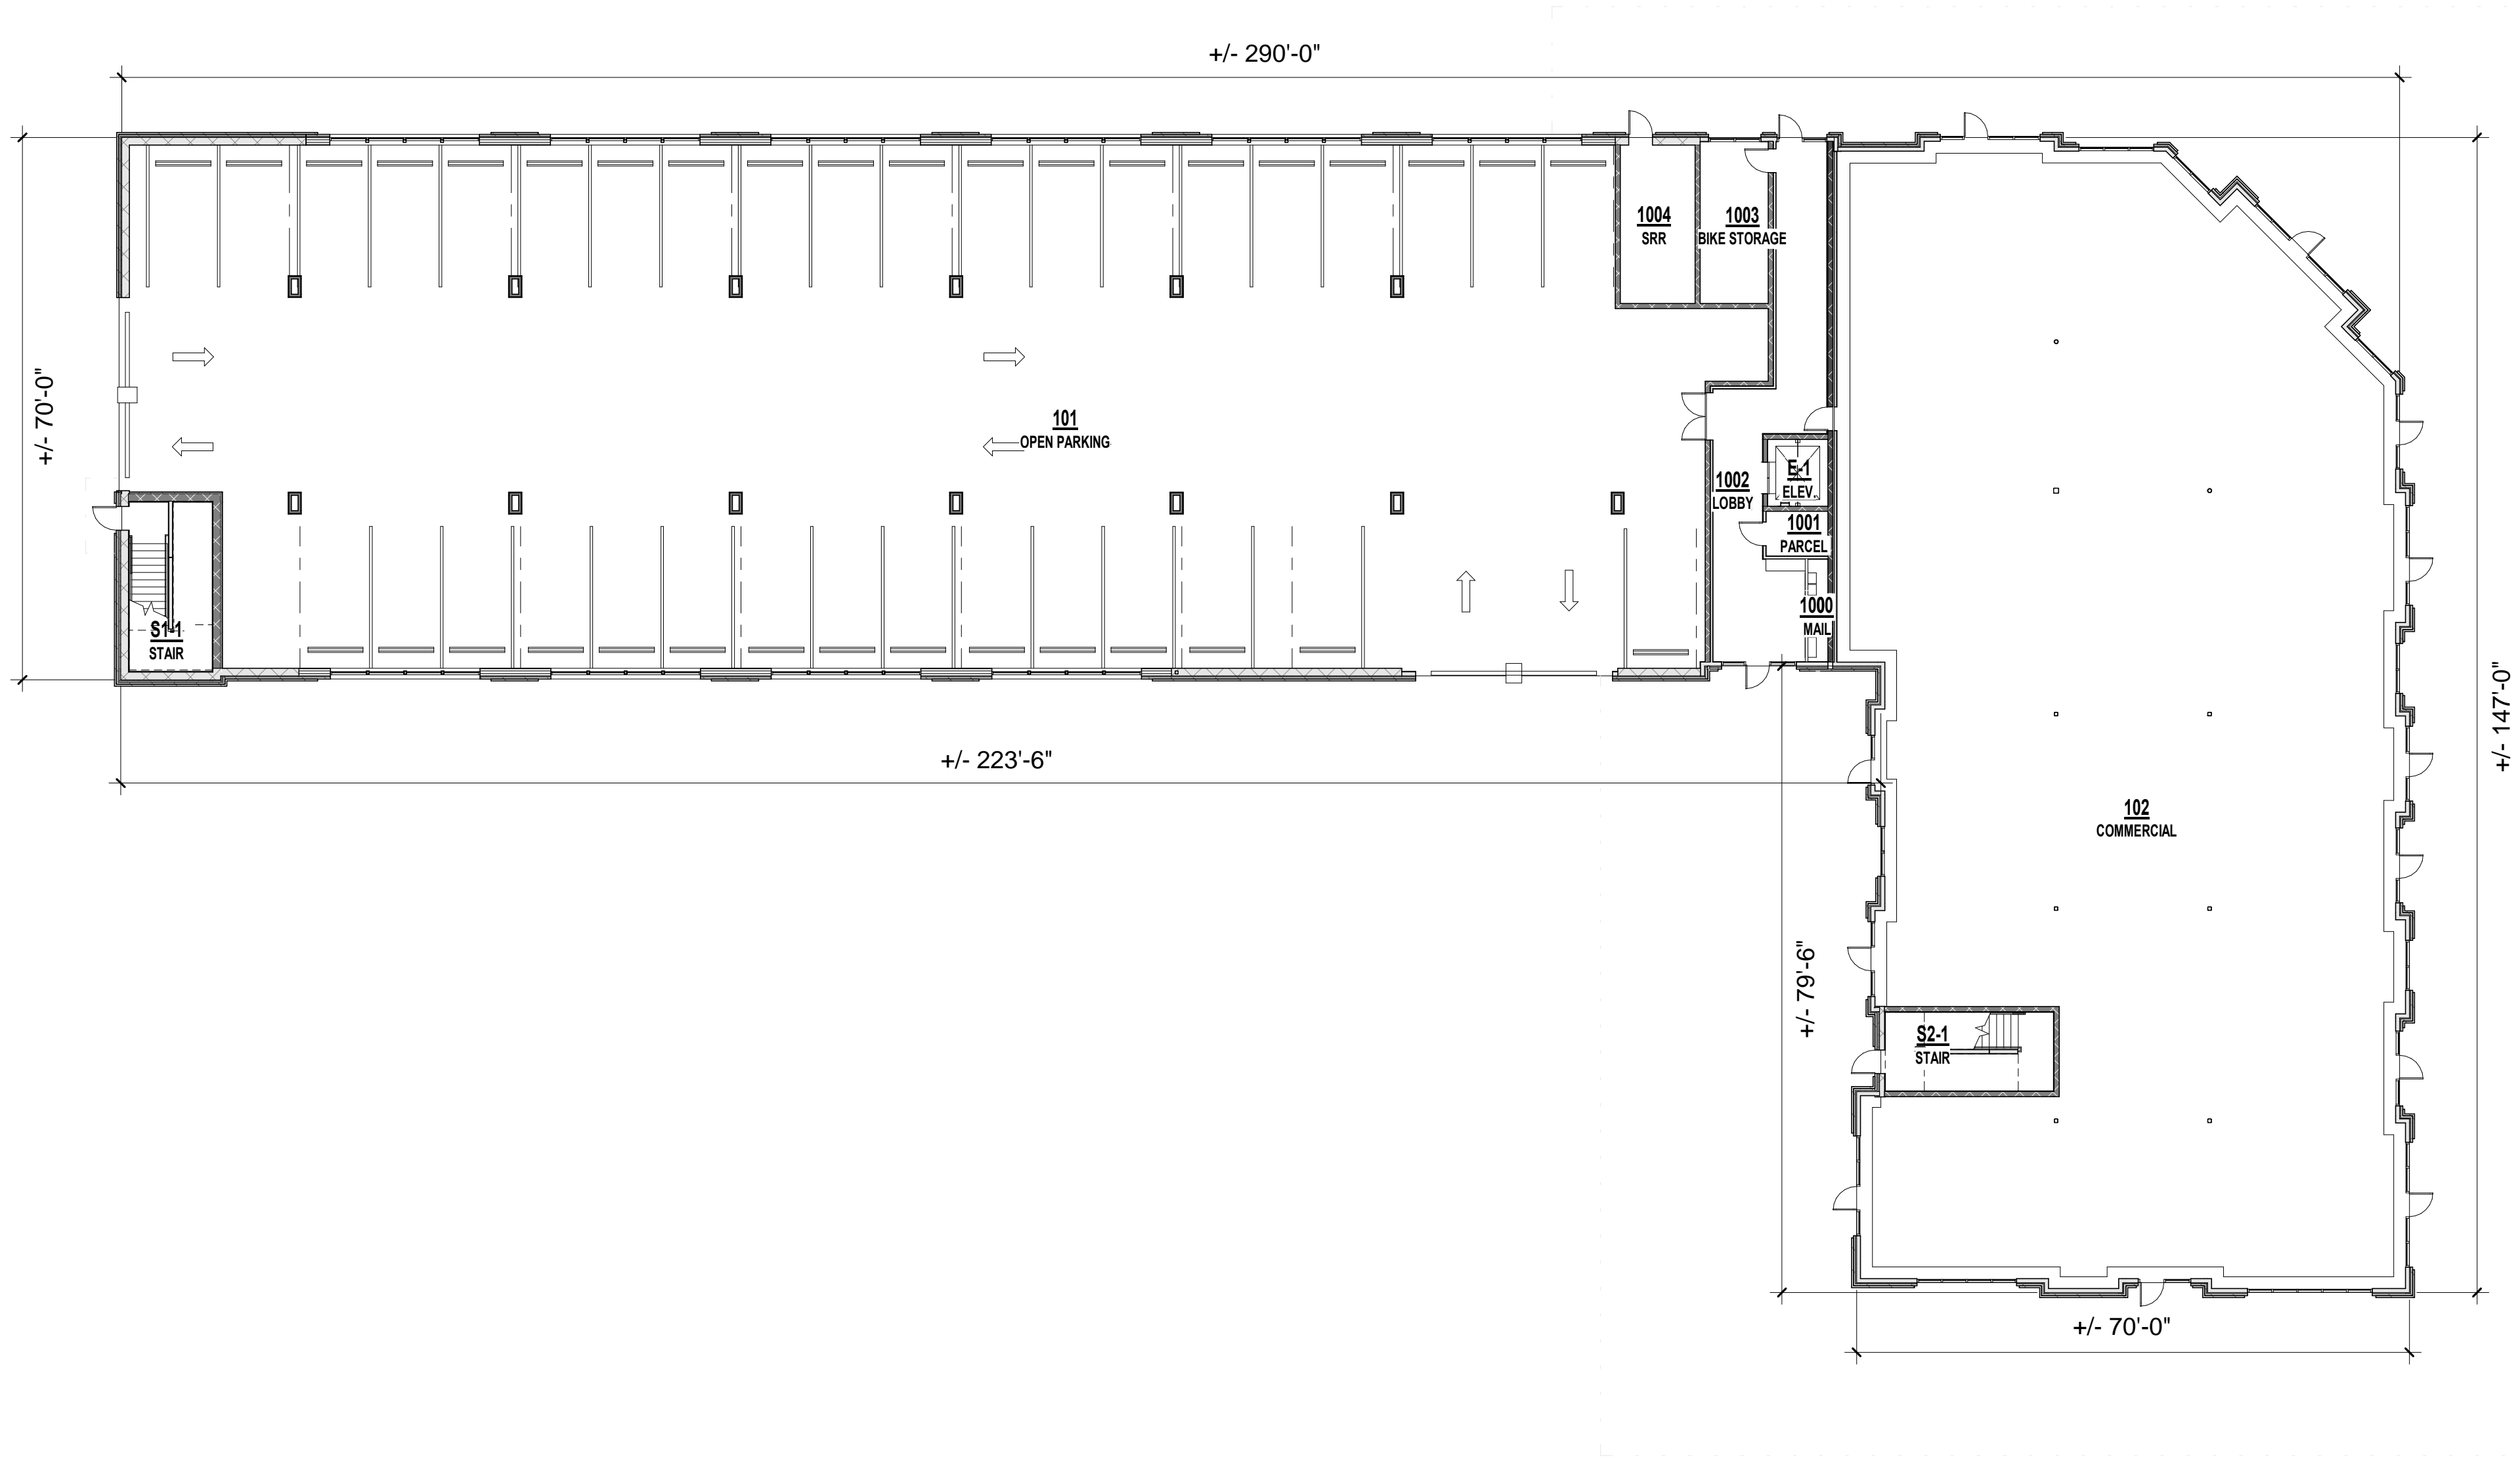 +/- 290'-0"
1004
SRR
1003
BIKE STORAGE
+/- 70'-0"
101
OPEN PARKING
E-1
ELEV.
1002
LOBBY
1001
PARCEL
1000
MAIL
S1-1
STAIR
+/- 147'-0"
+/- 223'-6"
102
COMMERCIAL
+/- 79'-6"
S2-1
STAIR
+/- 70'-0"